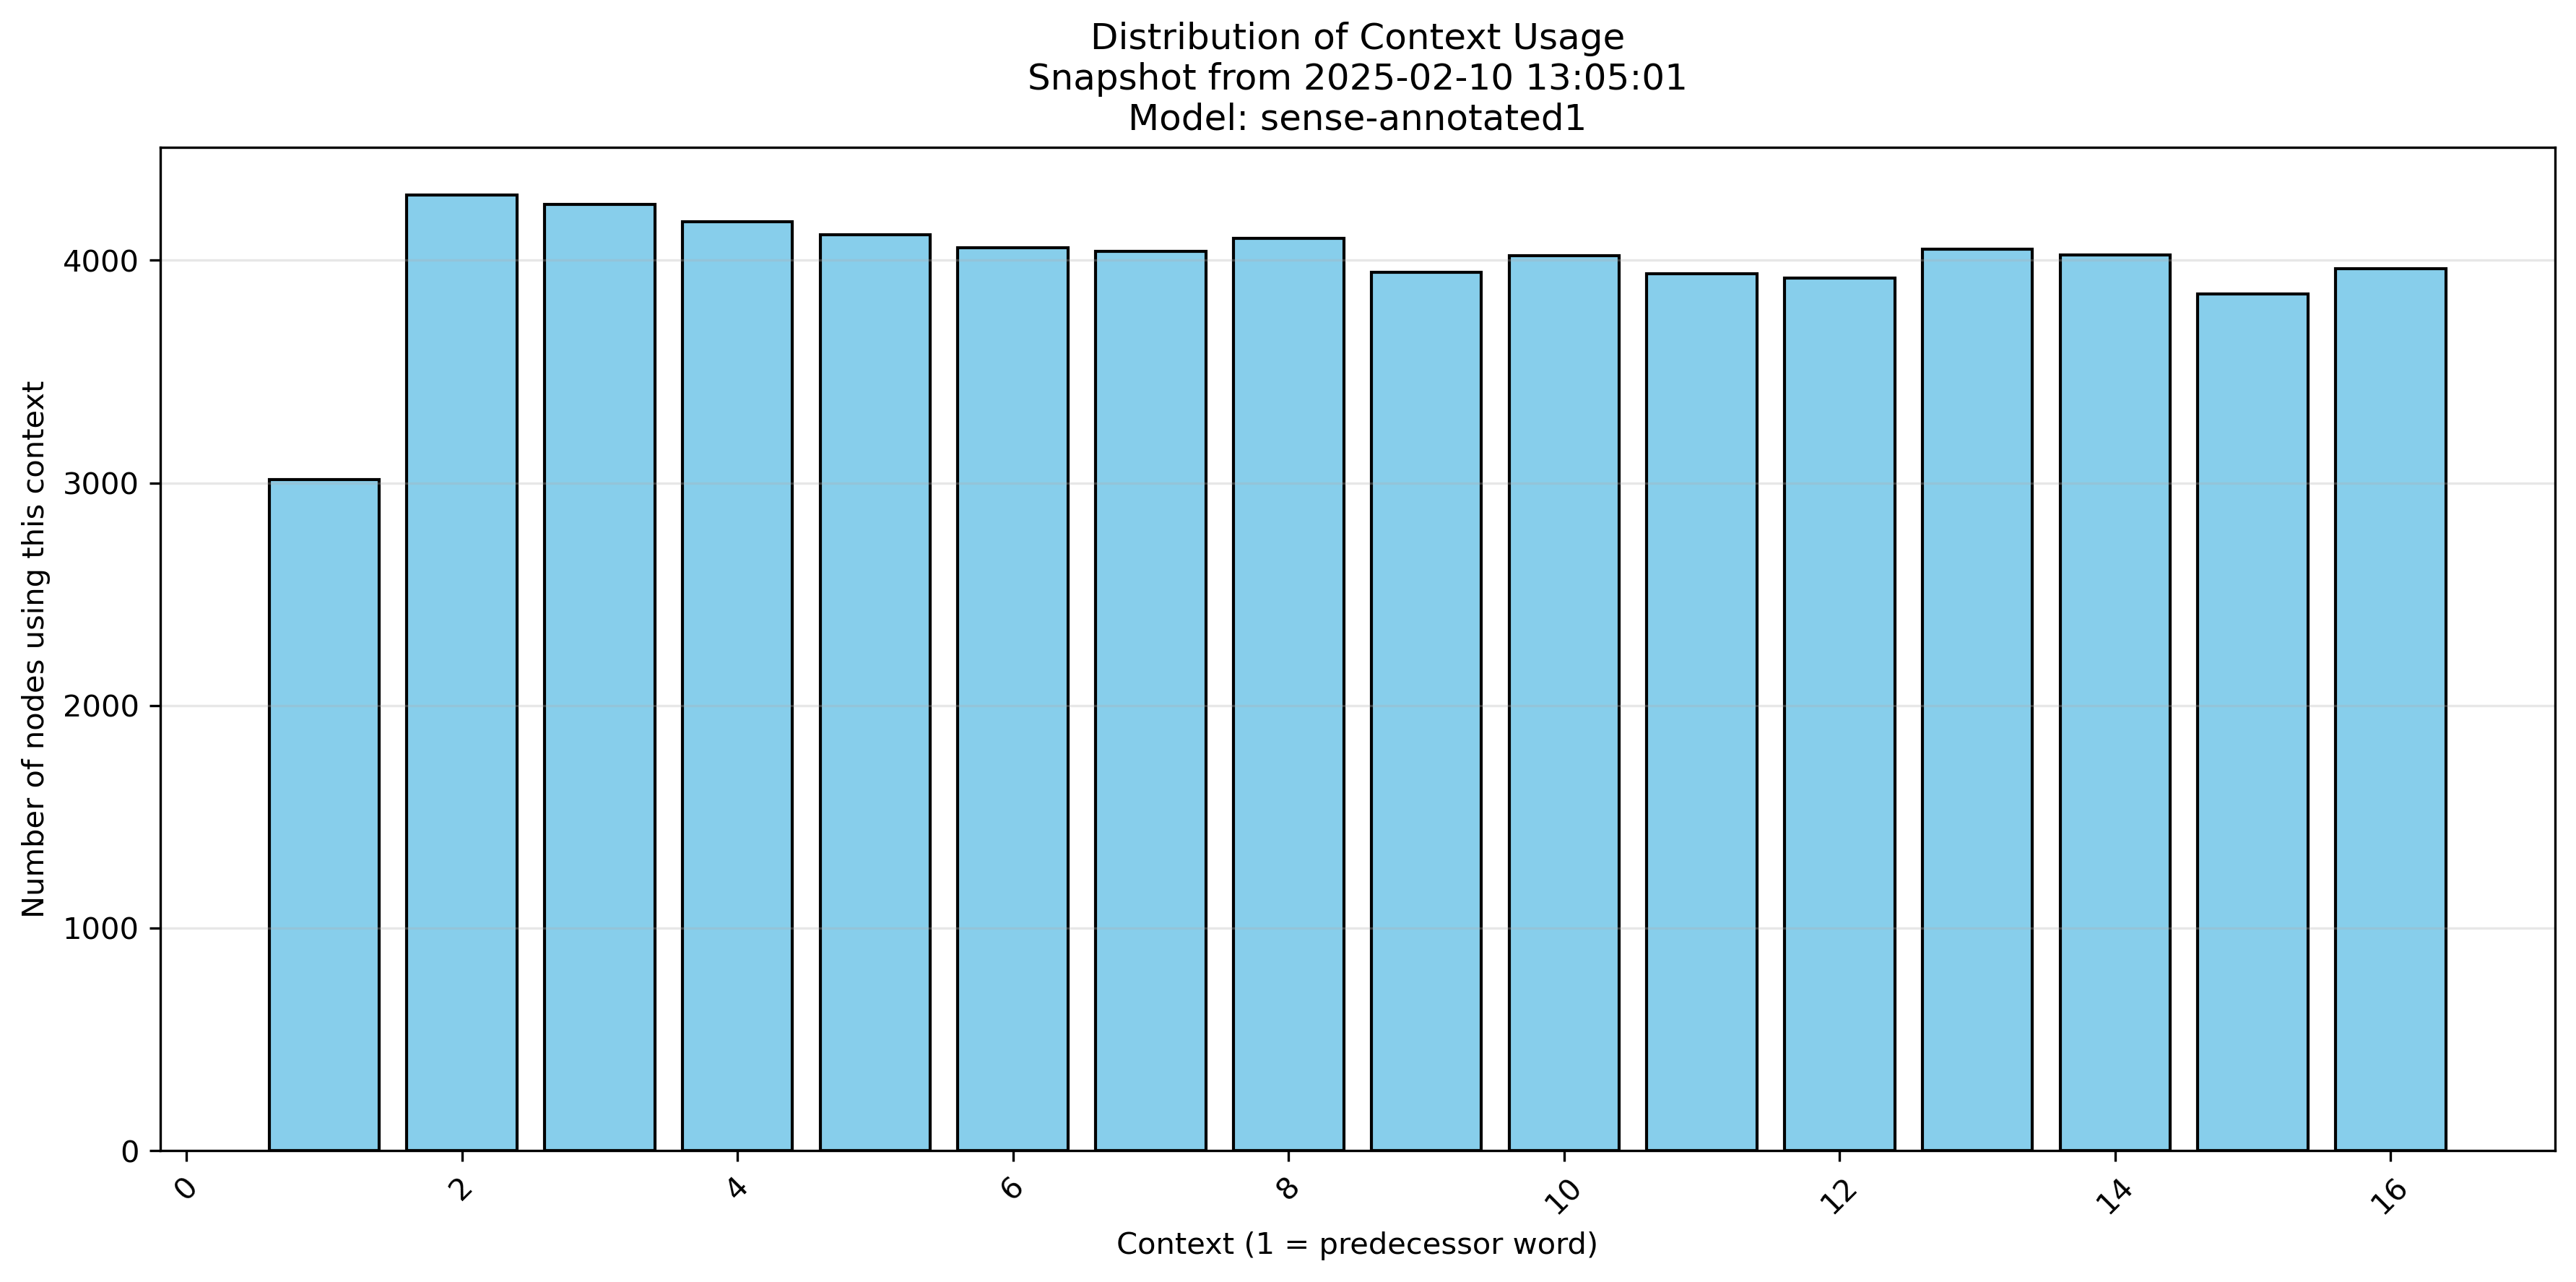 Distribution of Context Usage
Snapshot from 2025-02-10 13:05:01
Model: sense-annotated1
Number of nodes using this context
4000
3000
2000
1000
0
0 2 4 6 8 10 12 14 16
Context (1 = predecessor word)